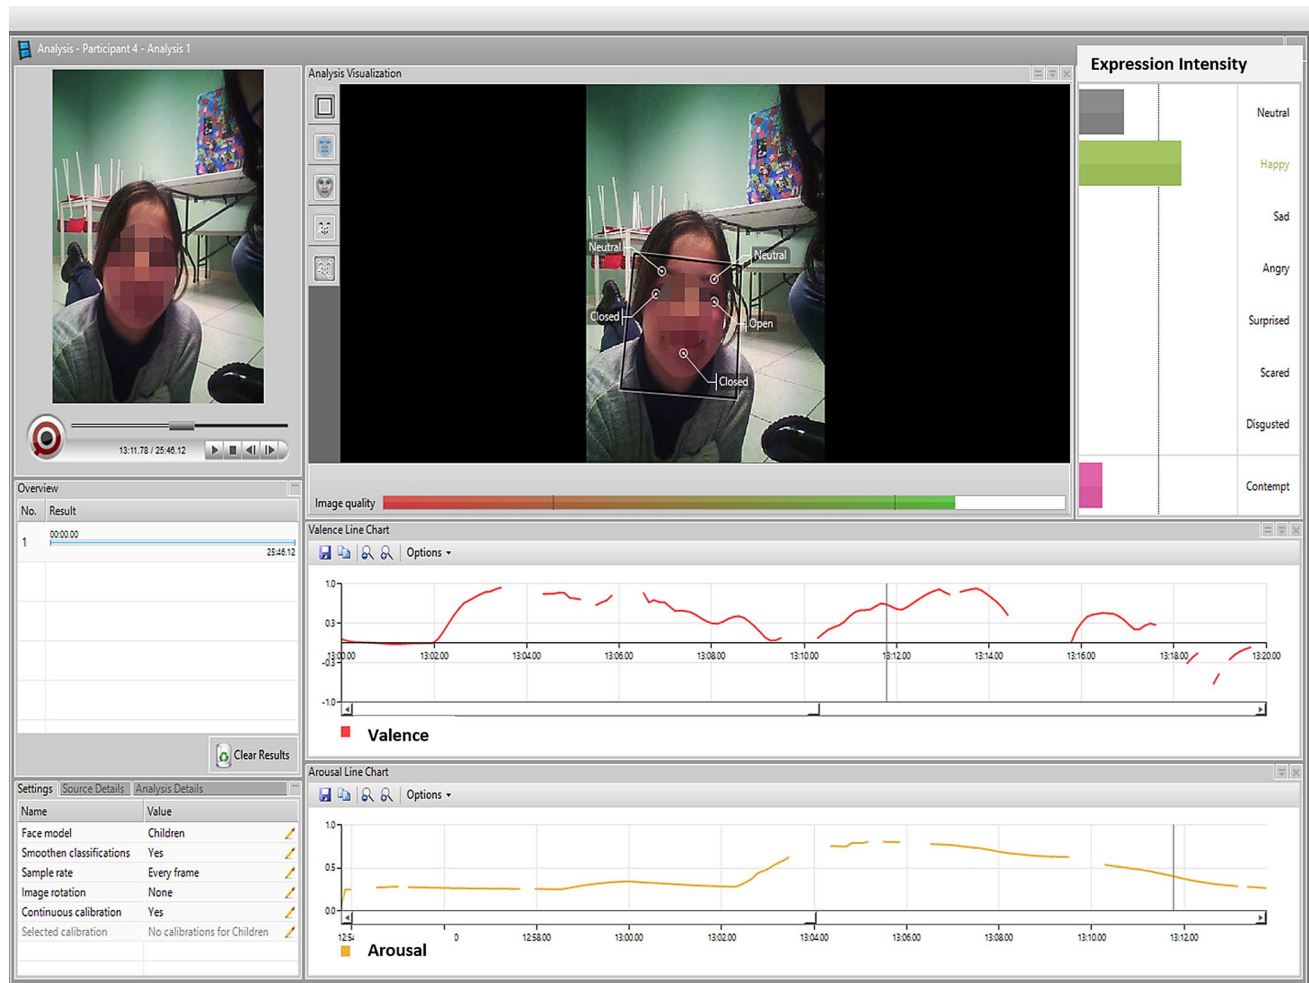 Analysis - Participant 4 - Analysis 1
13:11.78 / 25:46.12
Overview
No. Result
1 00:00.00
25:46.12
Clear Results
Settings Source Details Analysis Details
Name Value
Face model Children
Smoothen classifications Yes
Sample rate Every frame
Image rotation None
Continuous calibration Yes
Selected calibration No calibrations for Children
Analysis Visualization
Neutral
Neutral
Closed
Open
Closed
Image quality
Expression Intensity
Neutral
Happy
Sad
Angry
Surprised
Scared
Disgusted
Contempt
Valence Line Chart
Options
1.0
0.3
-0.3
-1.0
13:00.00 13:02.00 13:04.00 13:06.00 13:08.00 13:10.00 13:12.00 13:14.00 13:16.00 13:18.00 13:20.00
Valence
Arousal Line Chart
Options
1.0
0.5
0.0
12:5 0 12:58.00 13:00.00 13:02.00 13:04.00 13:06.00 13:08.00 13:10.00 13:12.00
Arousal